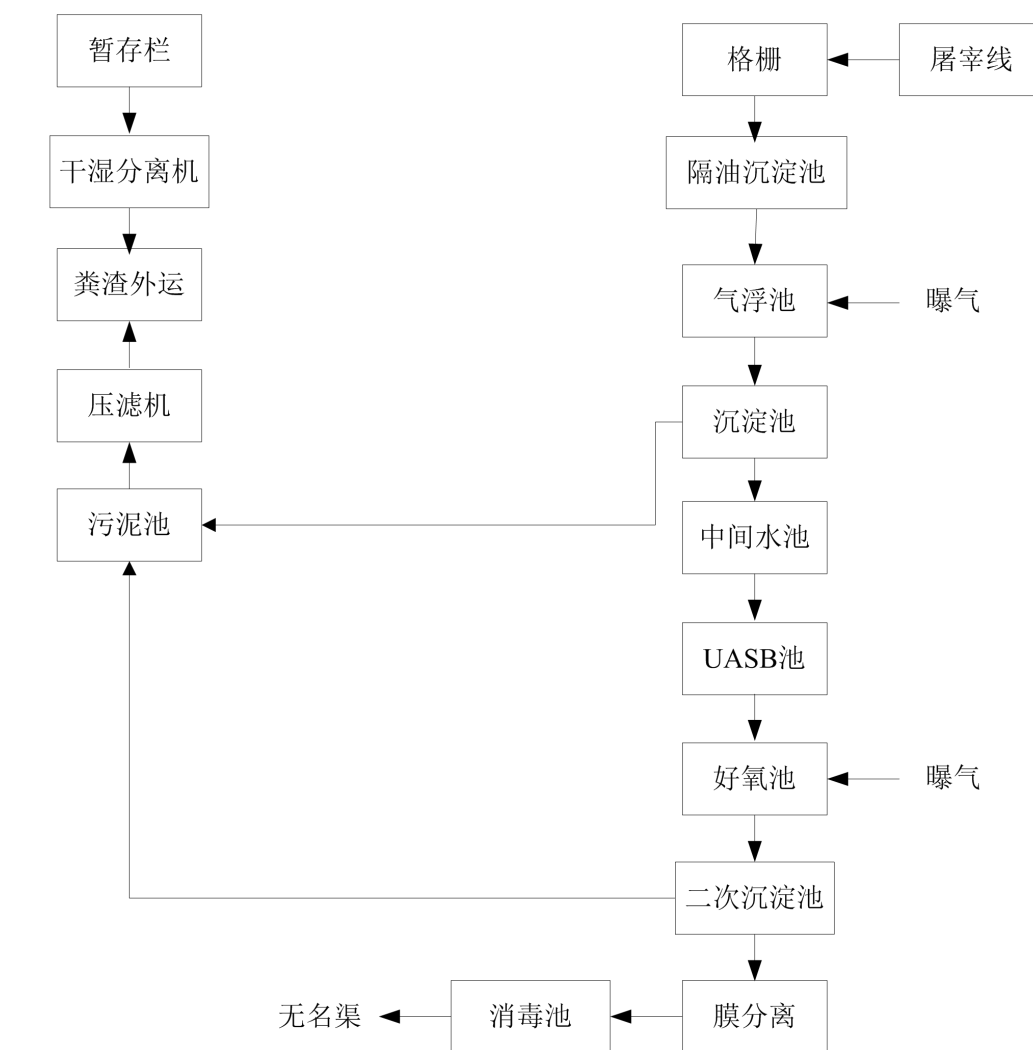 暂存栏
格栅
屠宰线
干湿分离机
隔油沉淀池
粪渣外运
气浮池
曝气
压滤机
沉淀池
污泥池
中间水池
UASB池
好氧池
曝气
二次沉淀池
无名渠
消毒池
膜分离